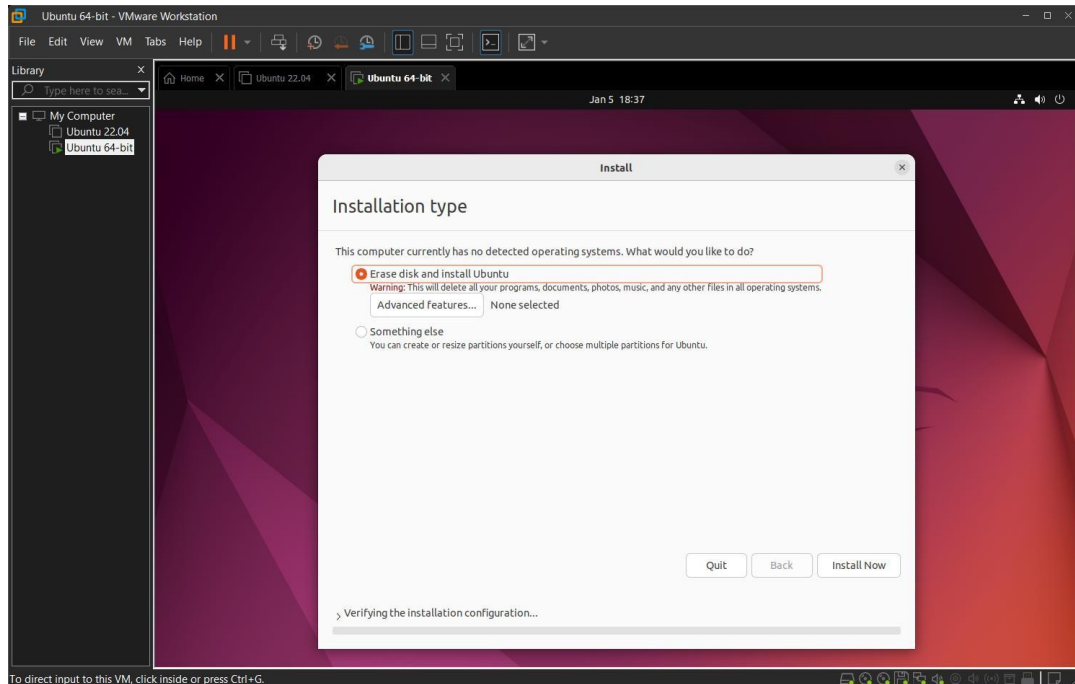 Ubuntu 64-bit - VMware Workstation
File Edit View VM Tabs Help
Library X
Type here to sea...
My Computer
Ubuntu 22.04
Ubuntu 64-bit
Home Ubuntu 22.04 Ubuntu 64-bit
Jan 5 18:37
Install
Installation type
This computer currently has no detected operating systems. What would you like to do?
Erase disk and install Ubuntu
Warning: This will delete all your programs, documents, photos, music, and any other files in all operating systems.
Advanced features... None selected
Something else
You can create or resize partitions yourself, or choose multiple partitions for Ubuntu.
Quit Back Install Now
Verifying the installation configuration...
To direct input to this VM, click inside or press Ctrl+G.